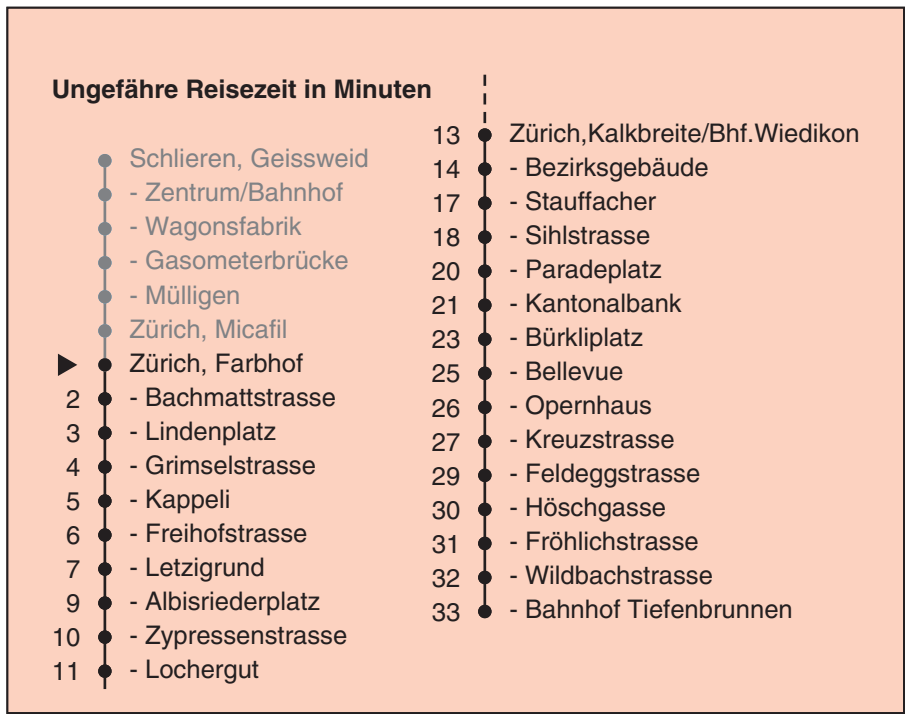 Ungefähre Reisezeit in Minuten
Schlieren, Geissweid
- Zentrum/Bahnhof
- Wagonsfabrik
- Gasometerbrücke
- Mülligen
Zürich, Micafil
Zürich, Farbhof
2 - Bachmattstrasse
3 - Lindenplatz
4 - Grimselstrasse
5 - Kappeli
6 - Freihofstrasse
7 - Letzigrund
9 - Albisriederplatz
10 - Zypressenstrasse
11 - Lochergut
13 Zürich,Kalkbreite/Bhf.Wiedikon
14 - Bezirksgebäude
17 - Stauffacher
18 - Sihlstrasse
20 - Paradeplatz
21 - Kantonalbank
23 - Bürkliplatz
25 - Bellevue
26 - Opernhaus
27 - Kreuzstrasse
29 - Feldeggstrasse
30 - Höschgasse
31 - Fröhlichstrasse
32 - Wildbachstrasse
33 - Bahnhof Tiefenbrunnen